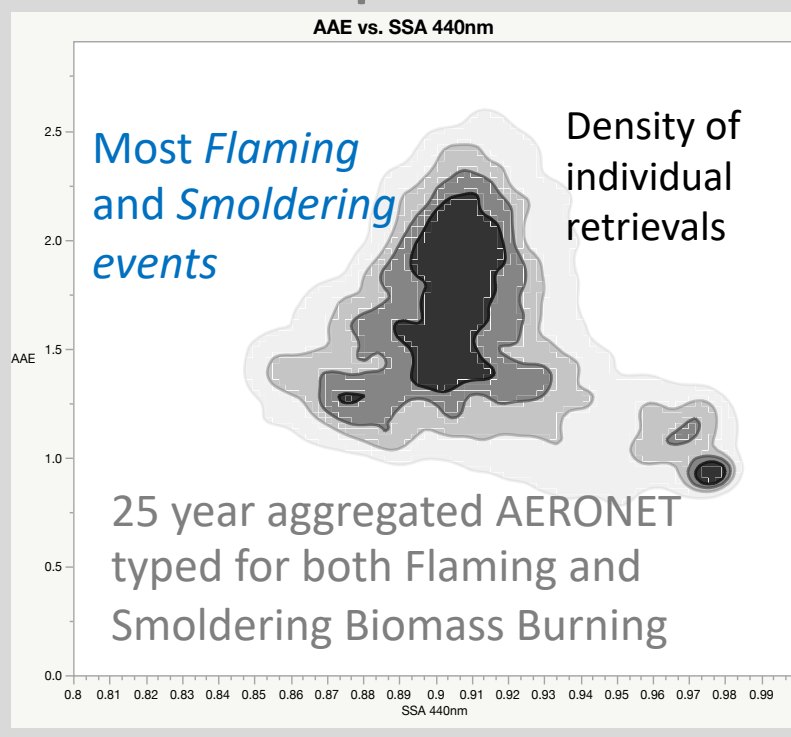 AAE vs. SSA 440nm
Most Flaming
and Smoldering
events
Density of
individual
retrievals
2.5
2.0
1.5
AAE
1.0
0.5
0.0
25 year aggregated AERONET
typed for both Flaming and
Smoldering Biomass Burning
0.8 0.81 0.82 0.83 0.84 0.85 0.86 0.87 0.88 0.89 0.9 0.91 0.92 0.93 0.94 0.95 0.96 0.97 0.98 0.99
SSA 440nm